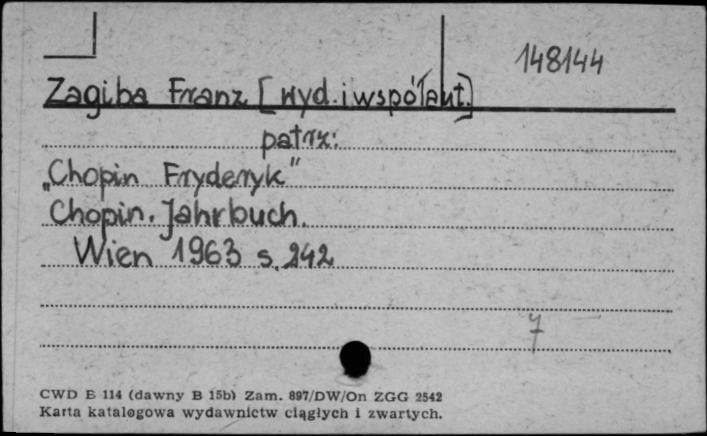 148144
Zagiba Franz [wyd. i współaut.]
patrz:
„Chopin Fryderyk"
Chopin. Jahrbuch.
Wien 1963 s. 242
7
CWD E 114 (dawny B 15b) Zam. 897/DW/On ZGG 2542
Karta katalogowa wydawnictw ciągłych i zwartych.